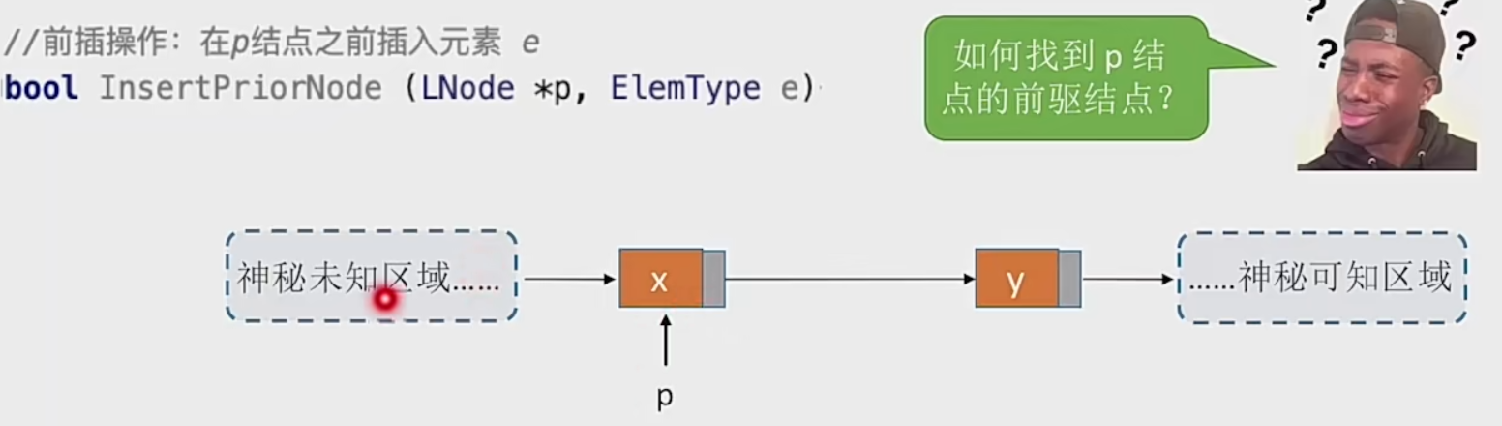 //前插操作：在p结点之前插入元素 e
bool InsertPriorNode (LNode *p, ElemType e)
如何找到 p 结
点的前驱结点？
? ? ? ?
神秘未知区域…… x y ……神秘可知区域
p